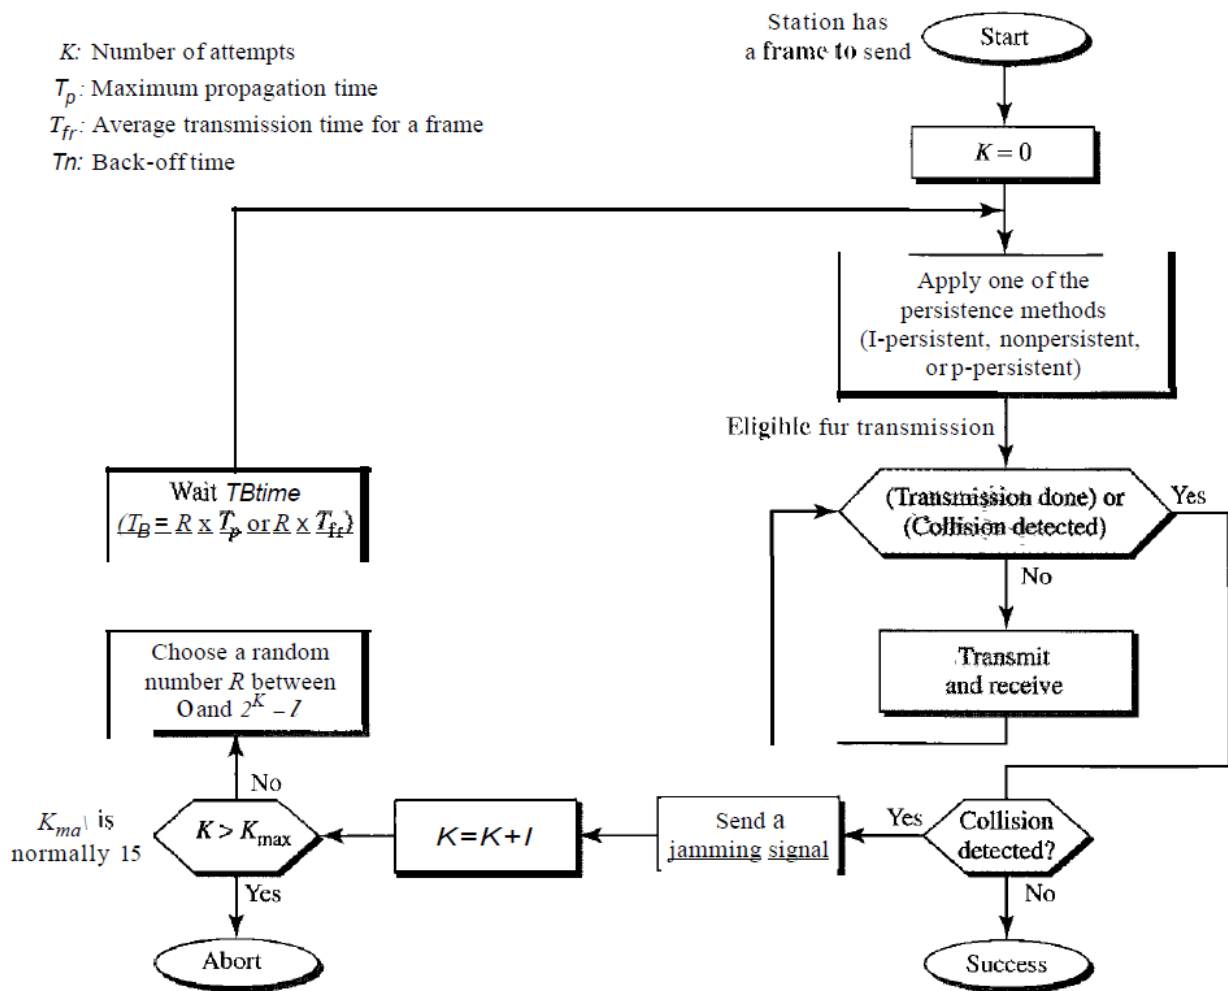 K: Number of attempts
Tp: Maximum propagation time
Tfr: Average transmission time for a frame
Tn: Back-off time
Station has
a frame to send
Start
K = 0
Apply one of the
persistence methods
(I-persistent, nonpersistent,
or p-persistent)
Eligible fur transmission
(Transmission done) or
(Collision detected)
Yes
No
Transmit
and receive
Wait TBtime
(TB = R x Tp or R x Tfr)
Choose a random
number R between
O and 2^K - l
No
Kma\ is
normally 15
K > Kmax
Yes
Abort
K=K+l
Send a
jamming signal
Yes
Collision
detected?
No
Success